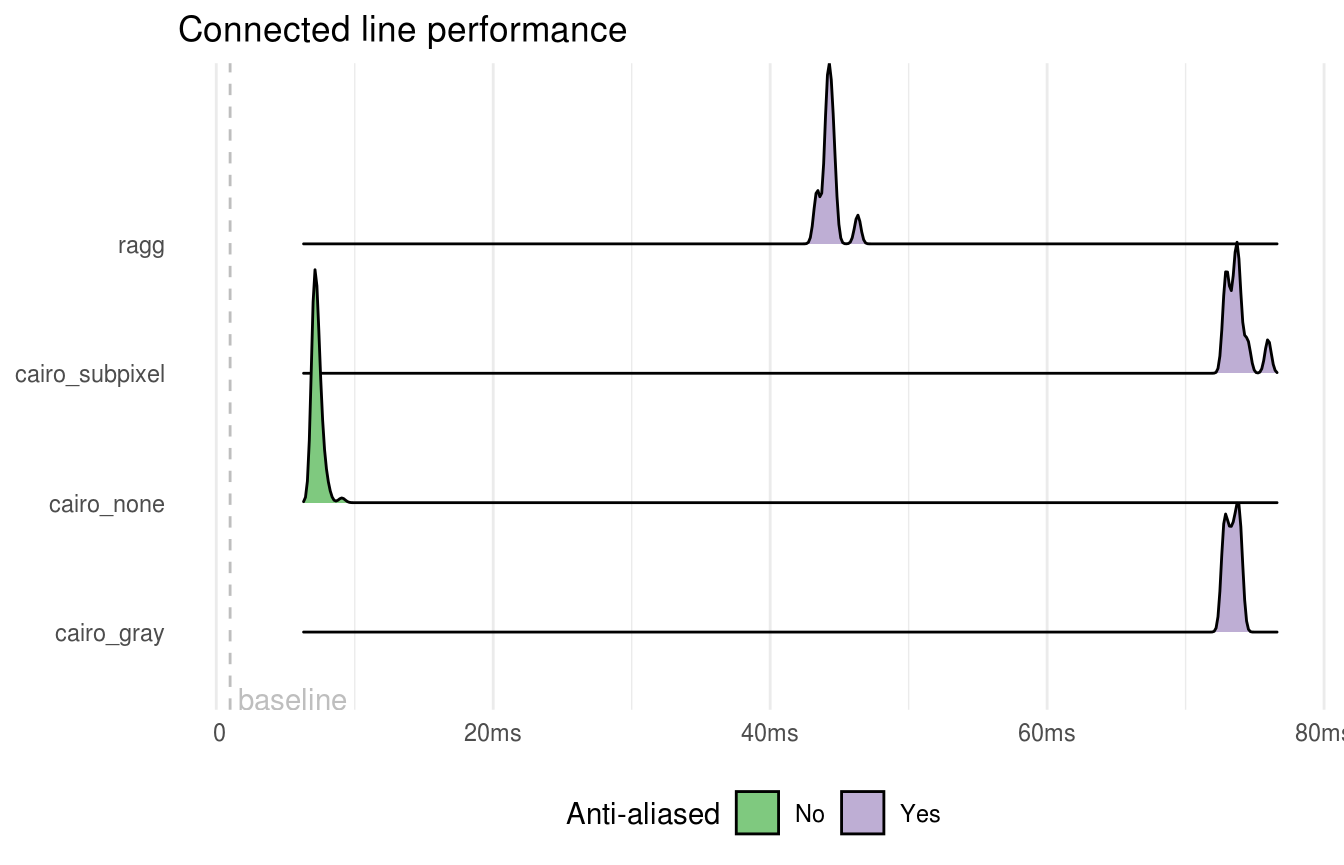 Connected line performance
ragg
cairo_subpixel
cairo_none
cairo_gray
baseline
0 20ms 40ms 60ms 80ms
Anti-aliased No Yes